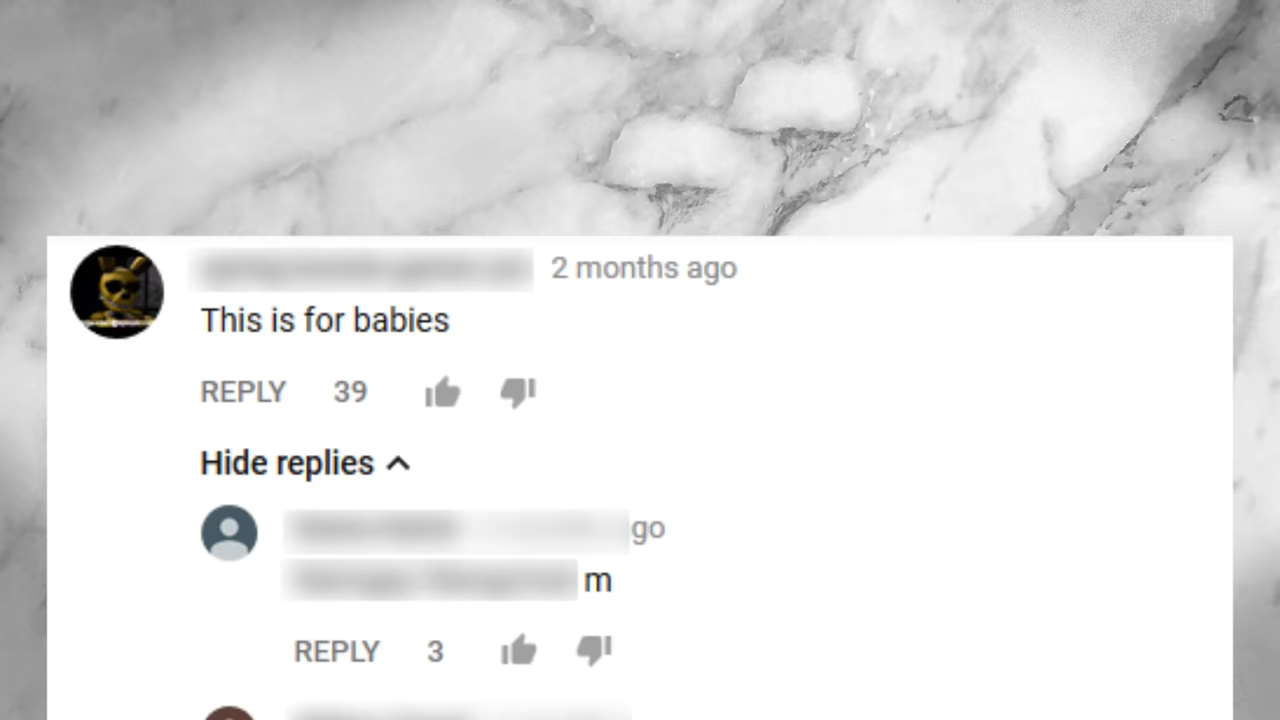 2 months ago
This is for babies
REPLY 39
Hide replies
go
m
REPLY 3